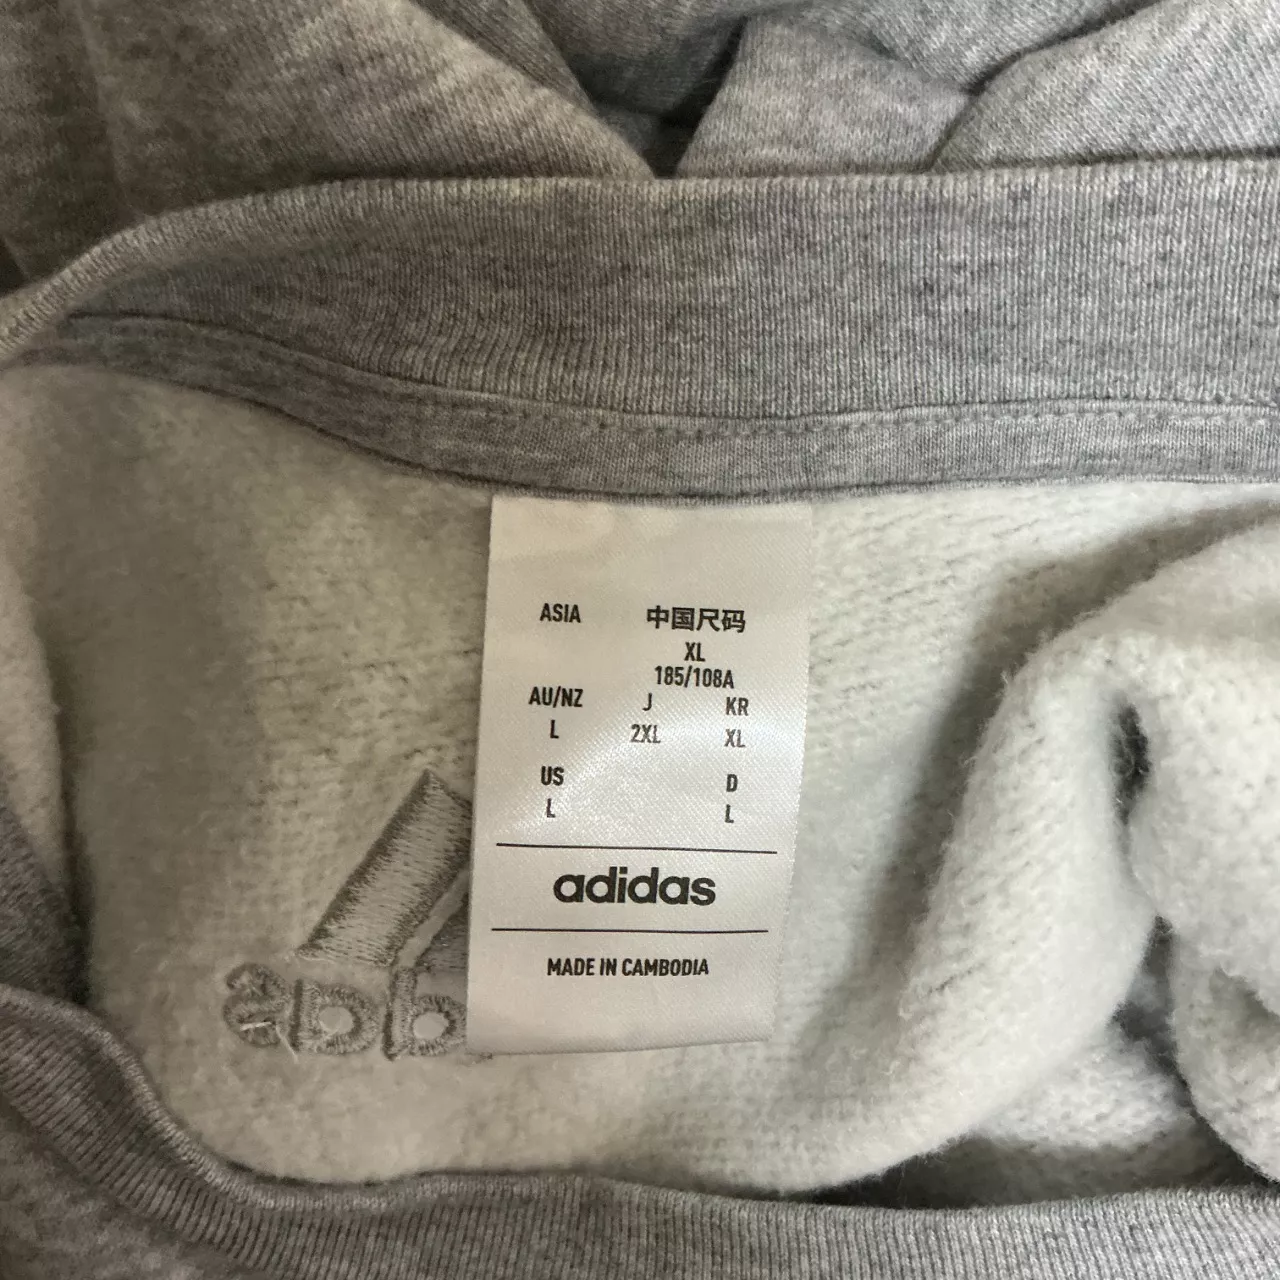 ASIA 中国尺码
XL
185/108A
AU/NZ J KR
L 2XL XL
US D
L L
adidas
MADE IN CAMBODIA